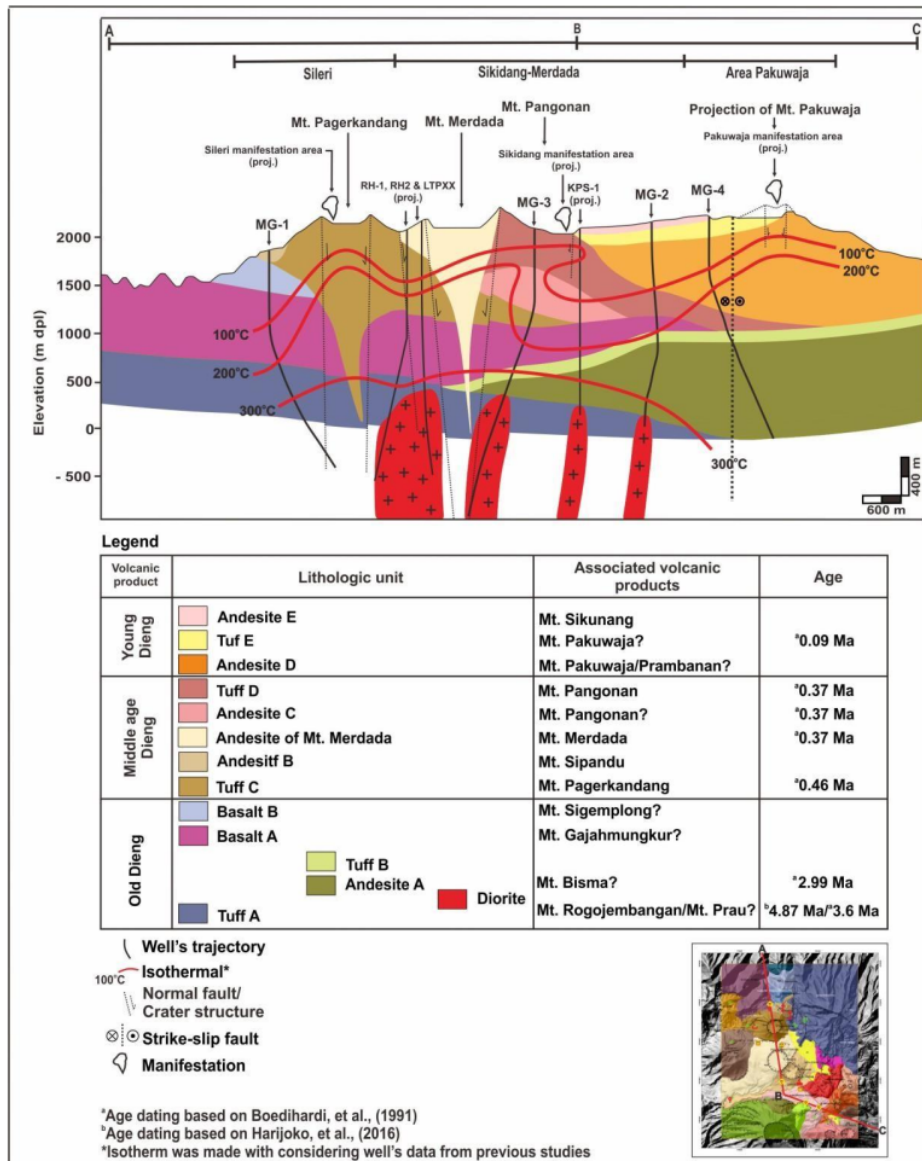 A B C
Sileri Sikidang-Merdada Area Pakuwaja
Mt. Pagerkandang
Mt. Merdada
Mt. Pangonan
Projection of Mt. Pakuwaja
Sileri manifestation area
(proj.)
RH-1, RH2 & LTPXX
(proj.)
Sikidang manifestation area
(proj.)
KPS-1
(proj.)
Pakuwaja manifestation area
(proj.)
MG-1
MG-3
MG-2
MG-4
Elevation (m dpl)
2000
1500
1000
500
0
- 500
100°C
200°C
300°C
100°C
200°C
300°C
400 m
600 m
Legend
Volcanic
product
Lithologic unit
Associated volcanic
products
Age
Young
Dieng
Andesite E Mt. Sikunang
Tuf E Mt. Pakuwaja? ᵃ0.09 Ma
Andesite D Mt. Pakuwaja/Prambanan?
Middle age
Dieng
Tuff D Mt. Pangonan ᵃ0.37 Ma
Andesite C Mt. Pangonan? ᵃ0.37 Ma
Andesite of Mt. Merdada Mt. Merdada ᵃ0.37 Ma
Andesitf B Mt. Sipandu
Tuff C Mt. Pagerkandang ᵃ0.46 Ma
Old Dieng
Basalt B Mt. Sigemplong?
Basalt A Mt. Gajahmungkur?
Tuff B
Andesite A Mt. Bisma? ᵃ2.99 Ma
Diorite
Tuff A Mt. Rogojembangan/Mt. Prau? ᵇ4.87 Ma/ᵃ3.6 Ma
Well's trajectory
100°C Isothermal*
Normal fault/
Crater structure
Strike-slip fault
Manifestation
A
B
C
ᵃAge dating based on Boedihardi, et al., (1991)
ᵇAge dating based on Harijoko, et al., (2016)
*Isotherm was made with considering well's data from previous studies